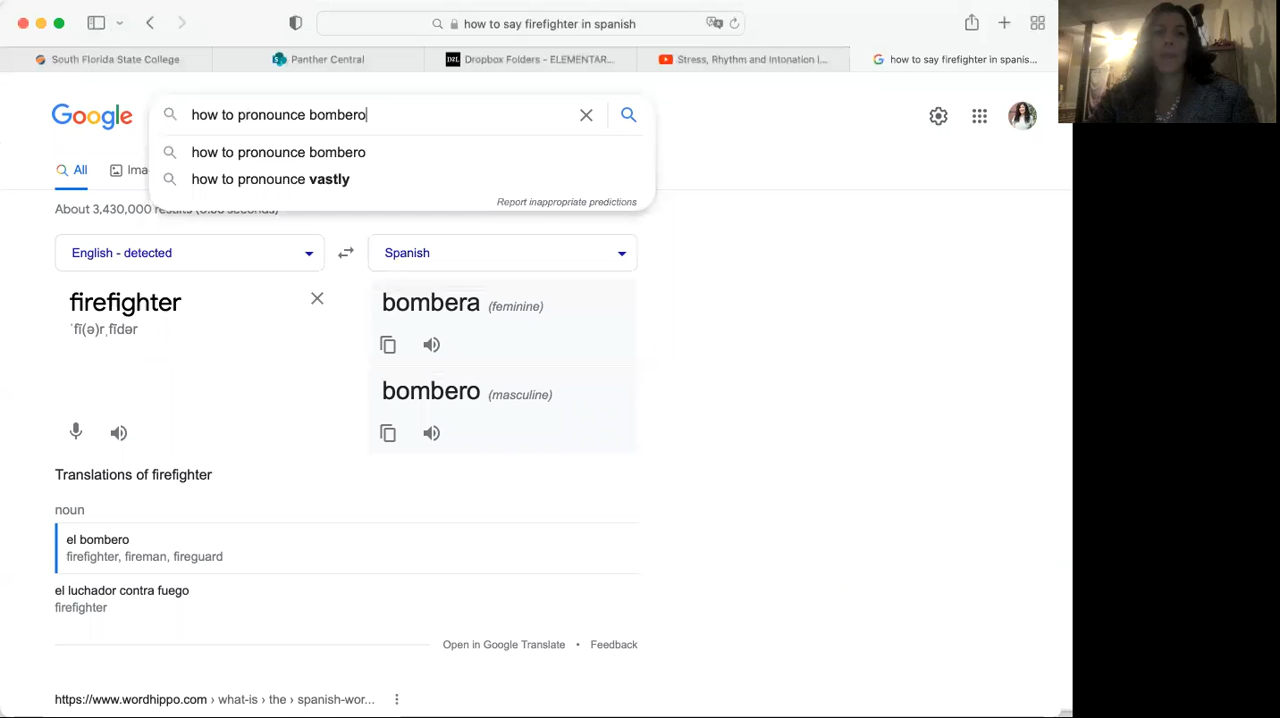 how to say firefighter in spanish
South Florida State College
Panther Central
D2L
Dropbox Folders - ELEMENTAR...
Stress, Rhythm and Intonation I...
how to say firefighter in spanis...
Google
how to pronounce bombero
how to pronounce bombero
how to pronounce vastly
Report inappropriate predictions
All
Ima
About 3,430,000 results
English - detected
Spanish
firefighter
ˈfī(ə)rˌfīdər
bombera (feminine)
bombero (masculine)
Translations of firefighter
noun
el bombero
firefighter, fireman, fireguard
el luchador contra fuego
firefighter
Open in Google Translate • Feedback
https://www.wordhippo.com › what-is › the › spanish-wor...